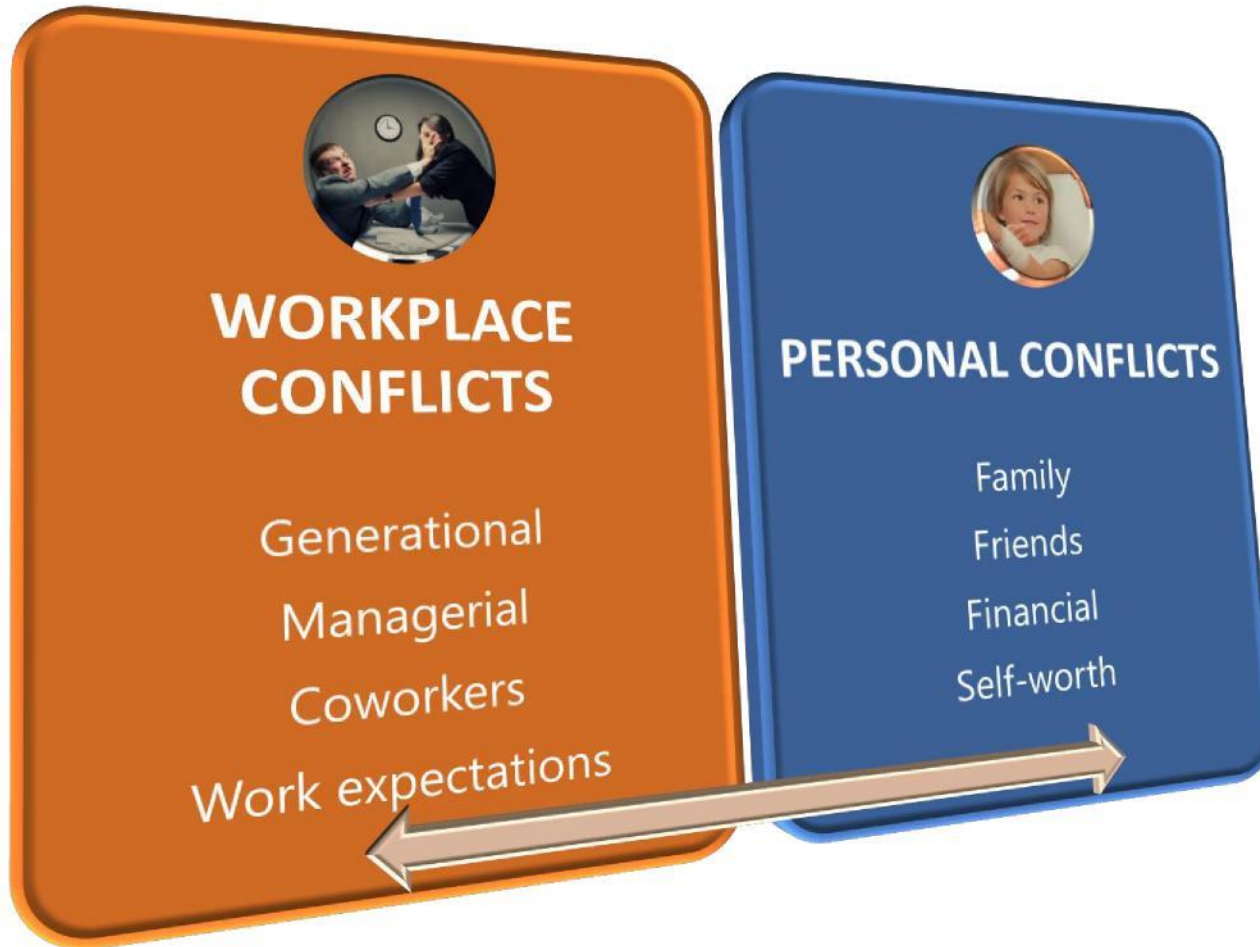 WORKPLACE
CONFLICTS
Generational
Managerial
Coworkers
Work expectations
PERSONAL CONFLICTS
Family
Friends
Financial
Self-worth